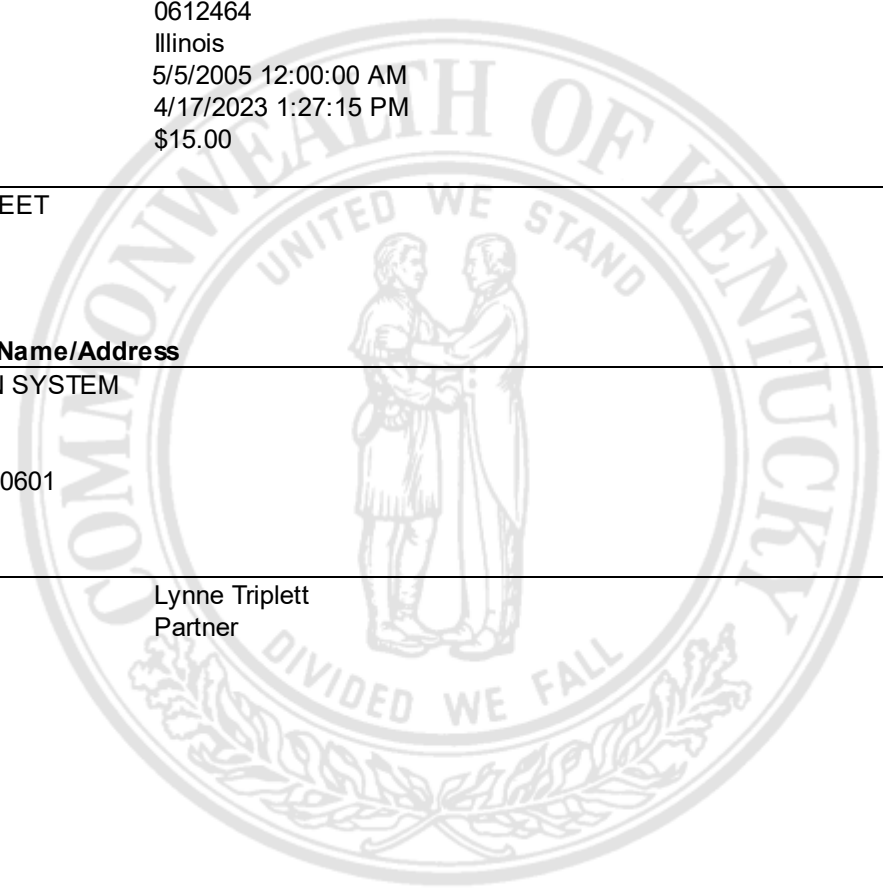 0612464
Illinois
5/5/2005 12:00:00 AM
4/17/2023 1:27:15 PM
$15.00
EET
Name/Address
SYSTEM
0601
Lynne Triplett
Partner
COMMONWEALTH OF KENTUCKY
UNITED WE STAND
DIVIDED WE FALL